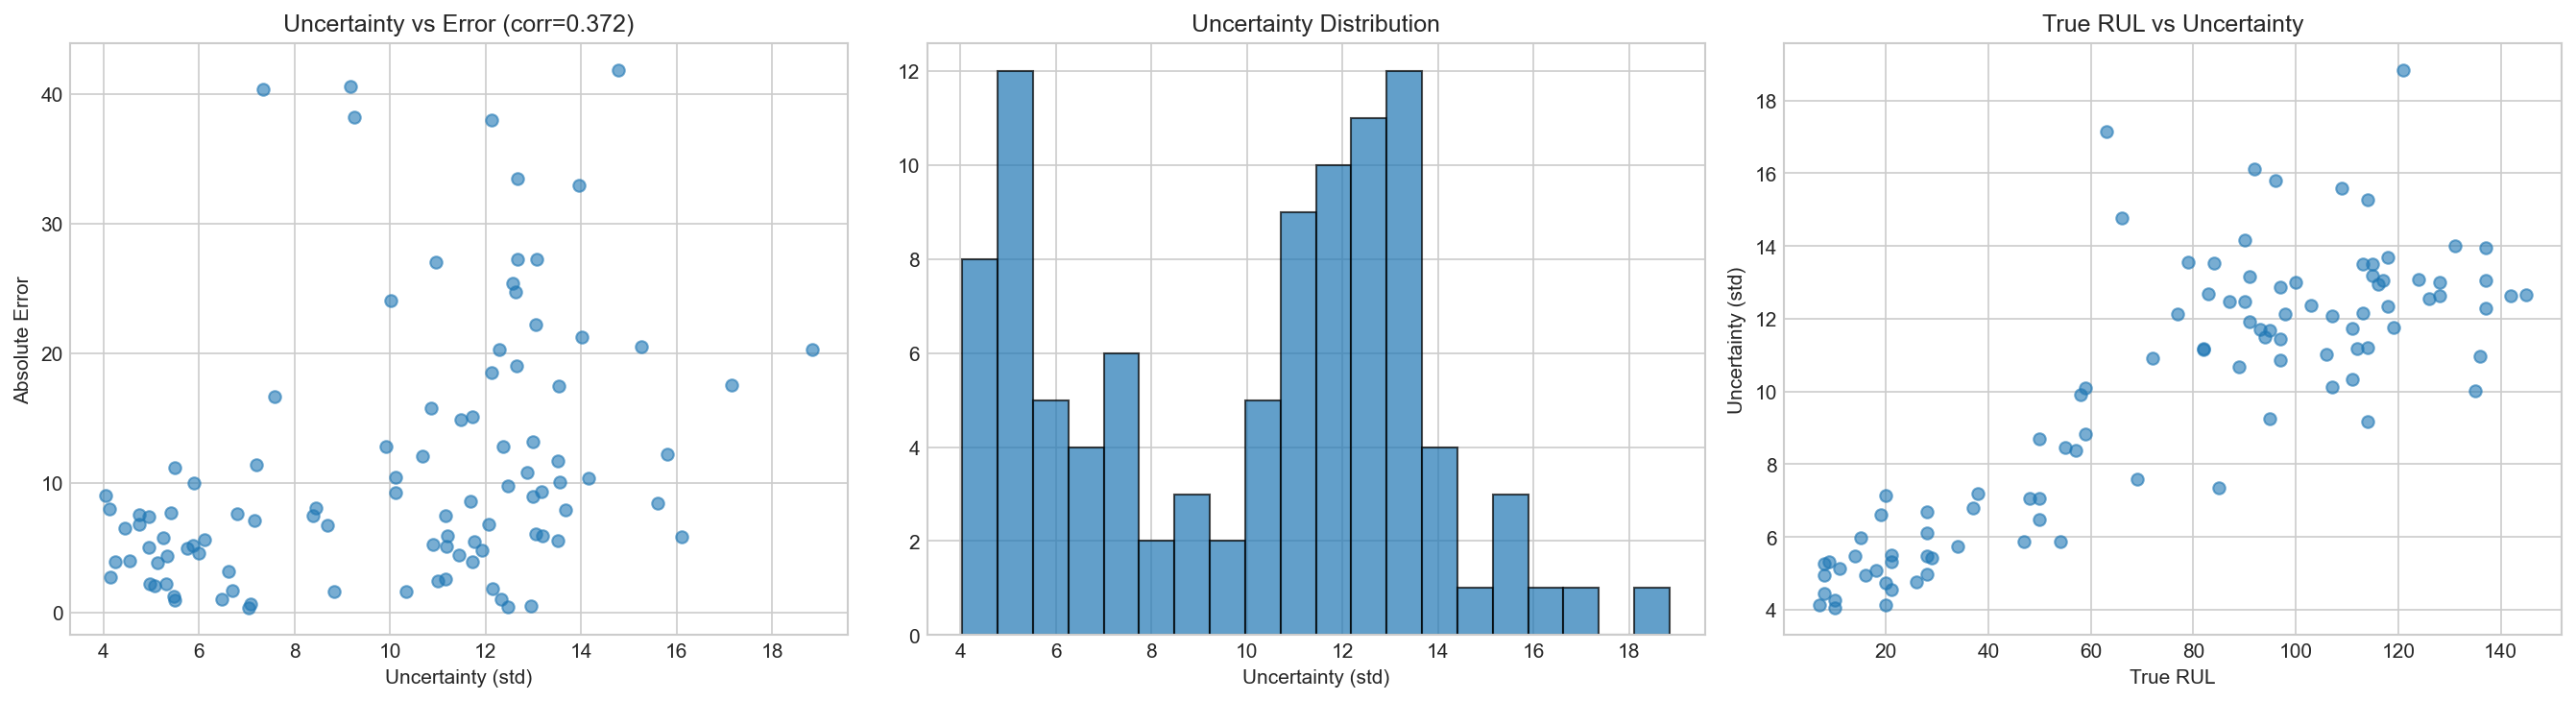 Uncertainty vs Error (corr=0.372)
Absolute Error
40
30
20
10
0
4 6 8 10 12 14 16 18
Uncertainty (std)
Uncertainty Distribution
12
10
8
6
4
2
0
4 6 8 10 12 14 16 18
Uncertainty (std)
True RUL vs Uncertainty
Uncertainty (std)
18
16
14
12
10
8
6
4
20 40 60 80 100 120 140
True RUL